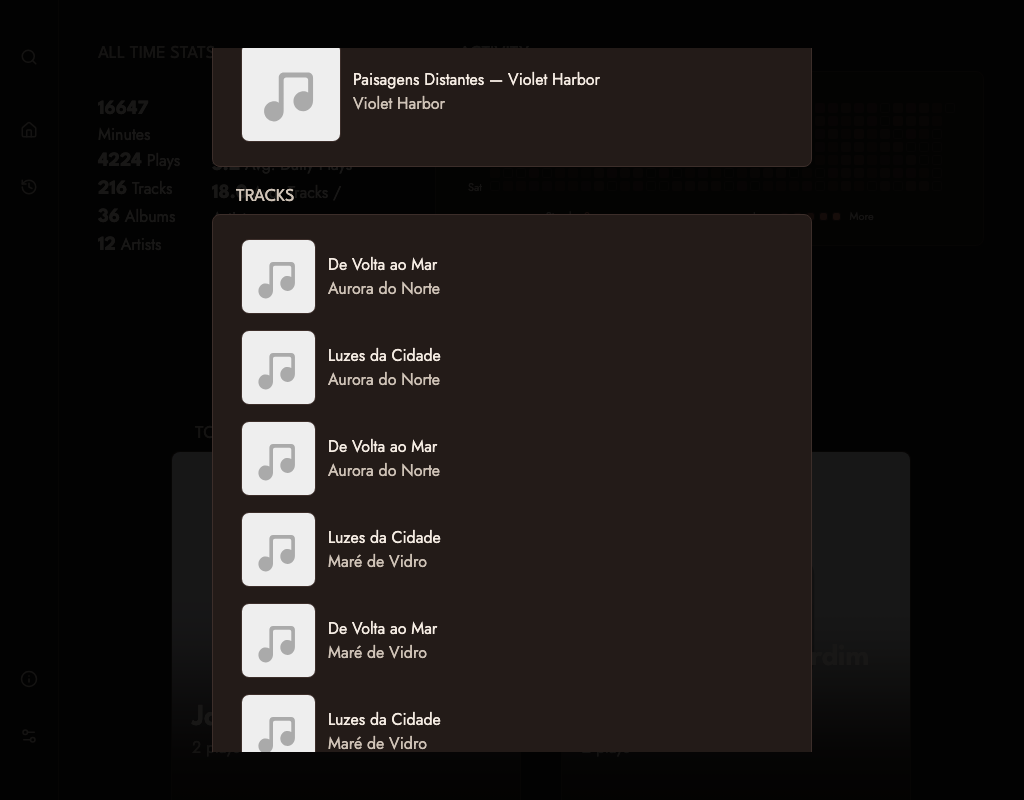 ALL TIME STATS
16647
Minutes
4224 Plays
216 Tracks
36 Albums
12 Artists
Sat
More
Paisagens Distantes — Violet Harbor
Violet Harbor
TRACKS
De Volta ao Mar
Aurora do Norte
Luzes da Cidade
Aurora do Norte
De Volta ao Mar
Aurora do Norte
Luzes da Cidade
Maré de Vidro
De Volta ao Mar
Maré de Vidro
Luzes da Cidade
Maré de Vidro